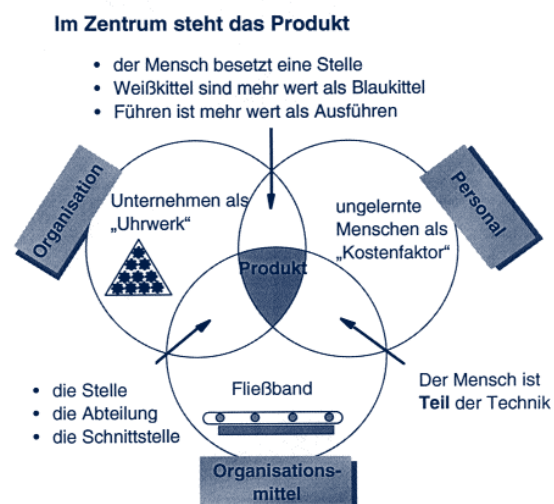 Im Zentrum steht das Produkt
• der Mensch besetzt eine Stelle
• Weißkittel sind mehr wert als Blaukittel
• Führen ist mehr wert als Ausführen
Organisation
Personal
Unternehmen als
„Uhrwerk“
ungelernte
Menschen als
„Kostenfaktor“
Produkt
• die Stelle
• die Abteilung
• die Schnittstelle
Fließband
Der Mensch ist
Teil der Technik
Organisations-
mittel